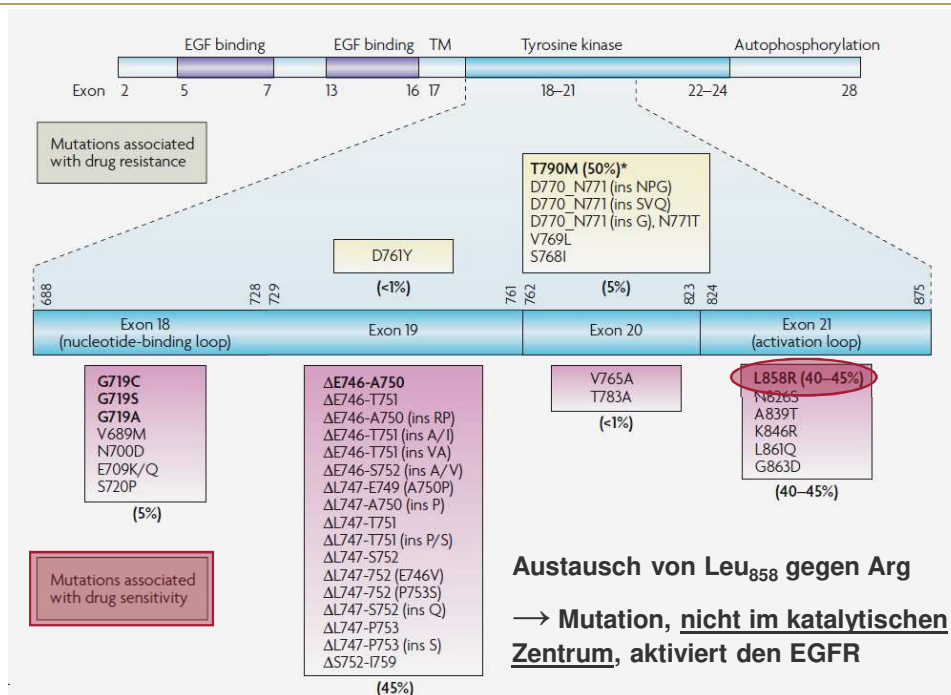 EGF binding EGF binding TM Tyrosine kinase Autophosphorylation
Exon 2 5 7 13 16 17 18–21 22–24 28
Mutations associated
with drug resistance
T790M (50%)*
D770_N771 (ins NPG)
D770_N771 (ins SVQ)
D770_N771 (ins G), N771T
V769L
S768I
(5%)
D761Y
(<1%)
688 728 729 761 762 823 824 875
Exon 18
(nucleotide-binding loop)
Exon 19
Exon 20
Exon 21
(activation loop)
G719C
G719S
G719A
V689M
N700D
E709K/Q
S720P
(5%)
ΔE746-A750
ΔE746-T751
ΔE746-A750 (ins RP)
ΔE746-T751 (ins A/I)
ΔE746-T751 (ins VA)
ΔE746-S752 (ins A/V)
ΔL747-E749 (A750P)
ΔL747-A750 (ins P)
ΔL747-T751
ΔL747-T751 (ins P/S)
ΔL747-S752
ΔL747-752 (E746V)
ΔL747-752 (P753S)
ΔL747-S752 (ins Q)
ΔL747-P753
ΔL747-P753 (ins S)
ΔS752-I759
(45%)
V765A
T783A
(<1%)
L858R (40–45%)
N826S
A839T
K846R
L861Q
G863D
(40–45%)
Mutations associated
with drug sensitivity
Austausch von Leu858 gegen Arg
→ Mutation, nicht im katalytischen
Zentrum, aktiviert den EGFR